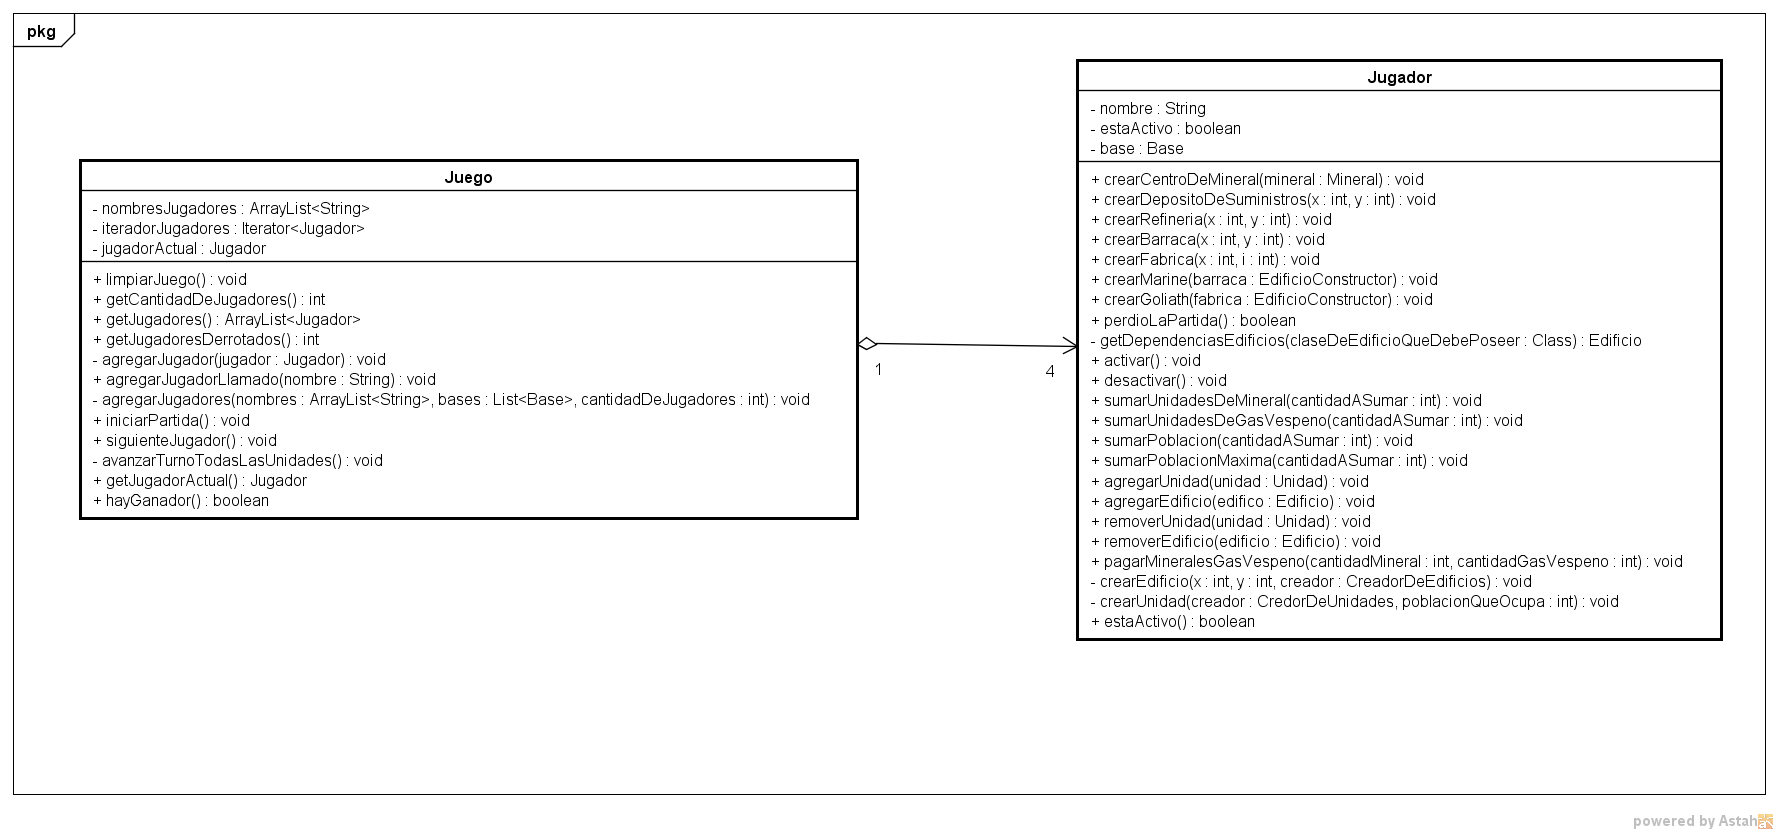 pkg
Juego
- nombresJugadores : ArrayList<String>
- iteradorJugadores : Iterator<Jugador>
- jugadorActual : Jugador
+ limpiarJuego() : void
+ getCantidadDeJugadores() : int
+ getJugadores() : ArrayList<Jugador>
+ getJugadoresDerrotados() : int
- agregarJugador(jugador : Jugador) : void
+ agregarJugadorLlamado(nombre : String) : void
- agregarJugadores(nombres : ArrayList<String>, bases : List<Base>, cantidadDeJugadores : int) : void
+ iniciarPartida() : void
+ siguienteJugador() : void
- avanzarTurnoTodasLasUnidades() : void
+ getJugadorActual() : Jugador
+ hayGanador() : boolean
1
4
Jugador
- nombre : String
- estaActivo : boolean
- base : Base
+ crearCentroDeMineral(mineral : Mineral) : void
+ crearDepositoDeSuministros(x : int, y : int) : void
+ crearRefineria(x : int, y : int) : void
+ crearBarraca(x : int, y : int) : void
+ crearFabrica(x : int, i : int) : void
+ crearMarine(barraca : EdificioConstructor) : void
+ crearGoliath(fabrica : EdificioConstructor) : void
+ perdioLaPartida() : boolean
- getDependenciasEdificios(claseDeEdificioQueDebePoseer : Class) : Edificio
+ activar() : void
+ desactivar() : void
+ sumarUnidadesDeMineral(cantidadASumar : int) : void
+ sumarUnidadesDeGasVespeno(cantidadASumar : int) : void
+ sumarPoblacion(cantidadASumar : int) : void
+ sumarPoblacionMaxima(cantidadASumar : int) : void
+ agregarUnidad(unidad : Unidad) : void
+ agregarEdificio(edifico : Edificio) : void
+ removerUnidad(unidad : Unidad) : void
+ removerEdificio(edificio : Edificio) : void
+ pagarMineralesGasVespeno(cantidadMineral : int, cantidadGasVespeno : int) : void
- crearEdificio(x : int, y : int, creador : CreadorDeEdificios) : void
- crearUnidad(creador : CredorDeUnidades, poblacionQueOcupa : int) : void
+ estaActivo() : boolean
powered by Astah